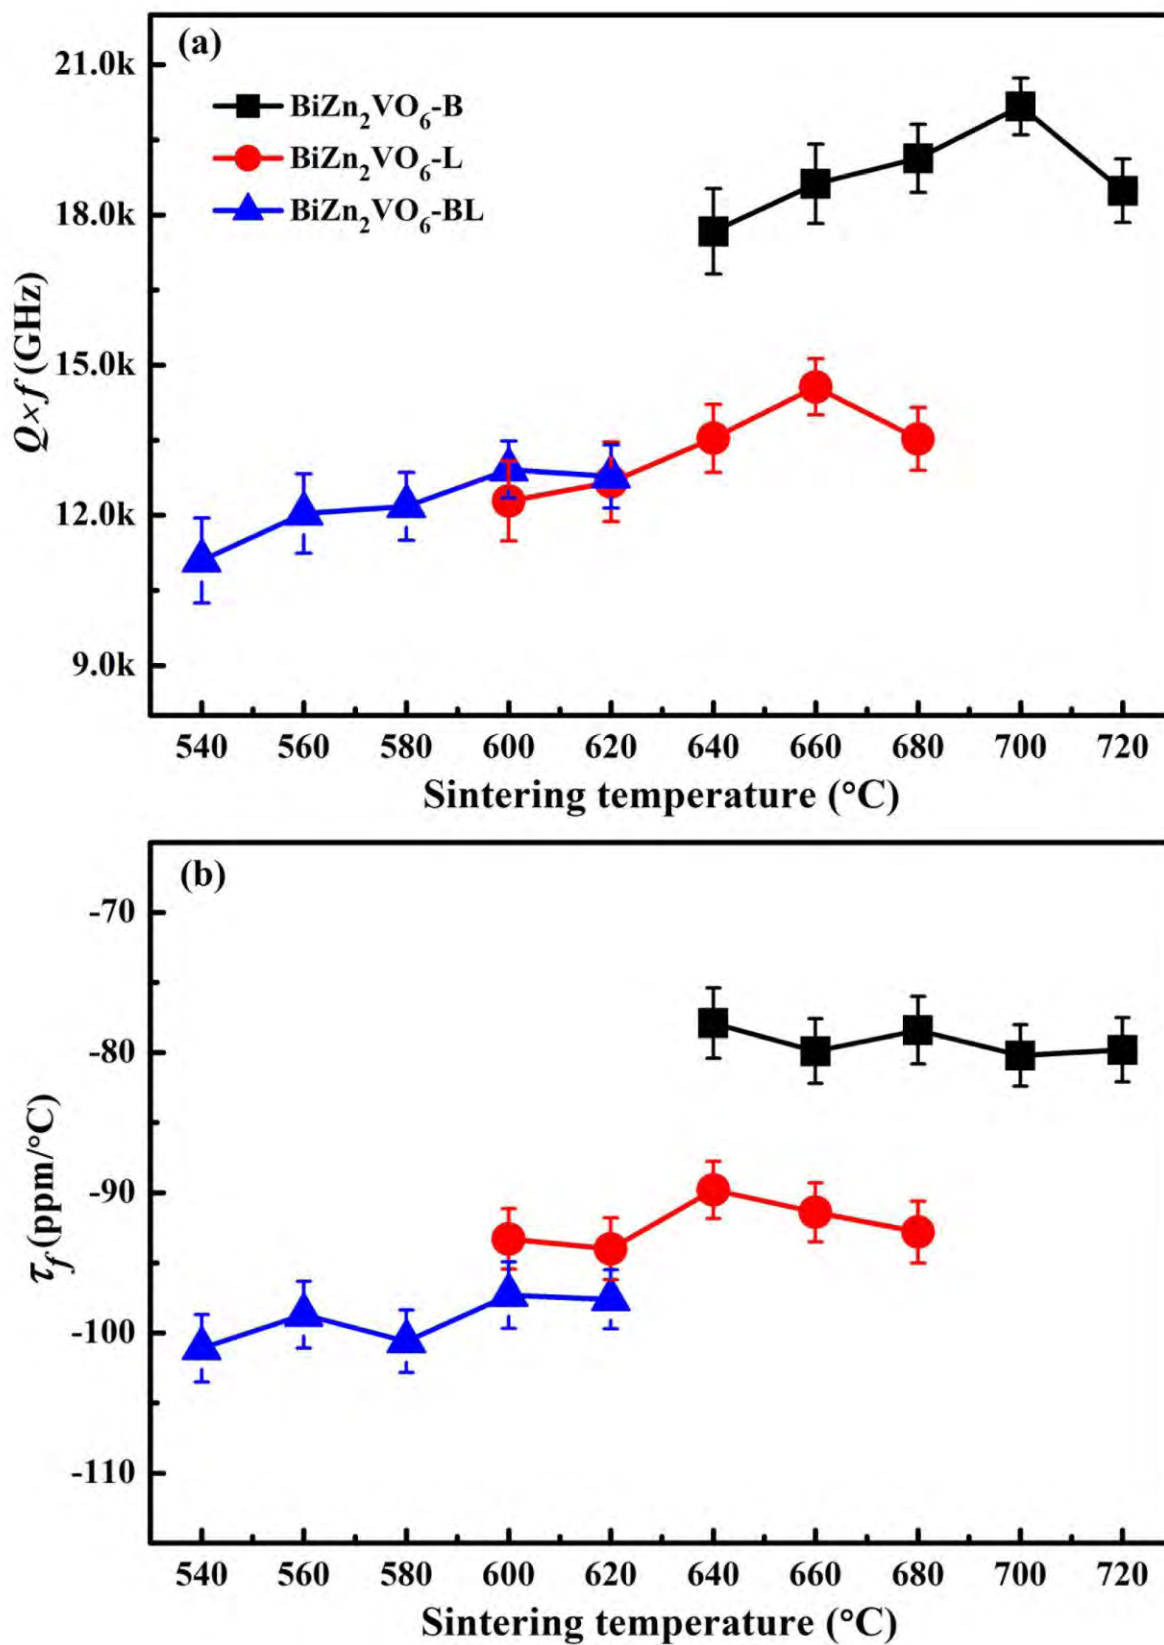 (a)
21.0k
18.0k
15.0k
12.0k
9.0k
Q×f (GHz)
BiZn₂VO₆-B
BiZn₂VO₆-L
BiZn₂VO₆-BL
540 560 580 600 620 640 660 680 700 720
Sintering temperature (°C)
(b)
-70
-80
-90
-100
-110
τf (ppm/°C)
540 560 580 600 620 640 660 680 700 720
Sintering temperature (°C)